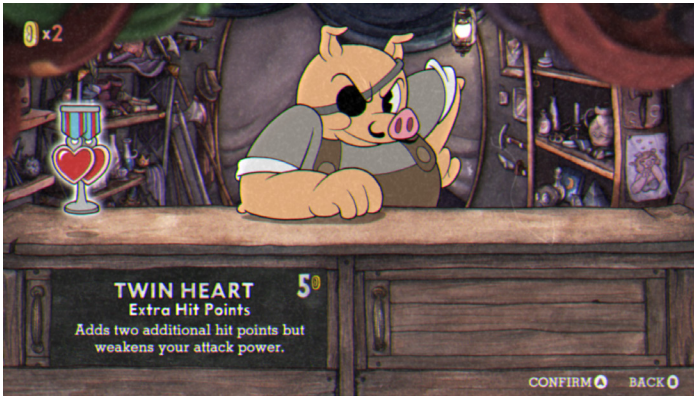 x2
TWIN HEART
5
Extra Hit Points
Adds two additional hit points but
weakens your attack power.
CONFIRM A
BACK B